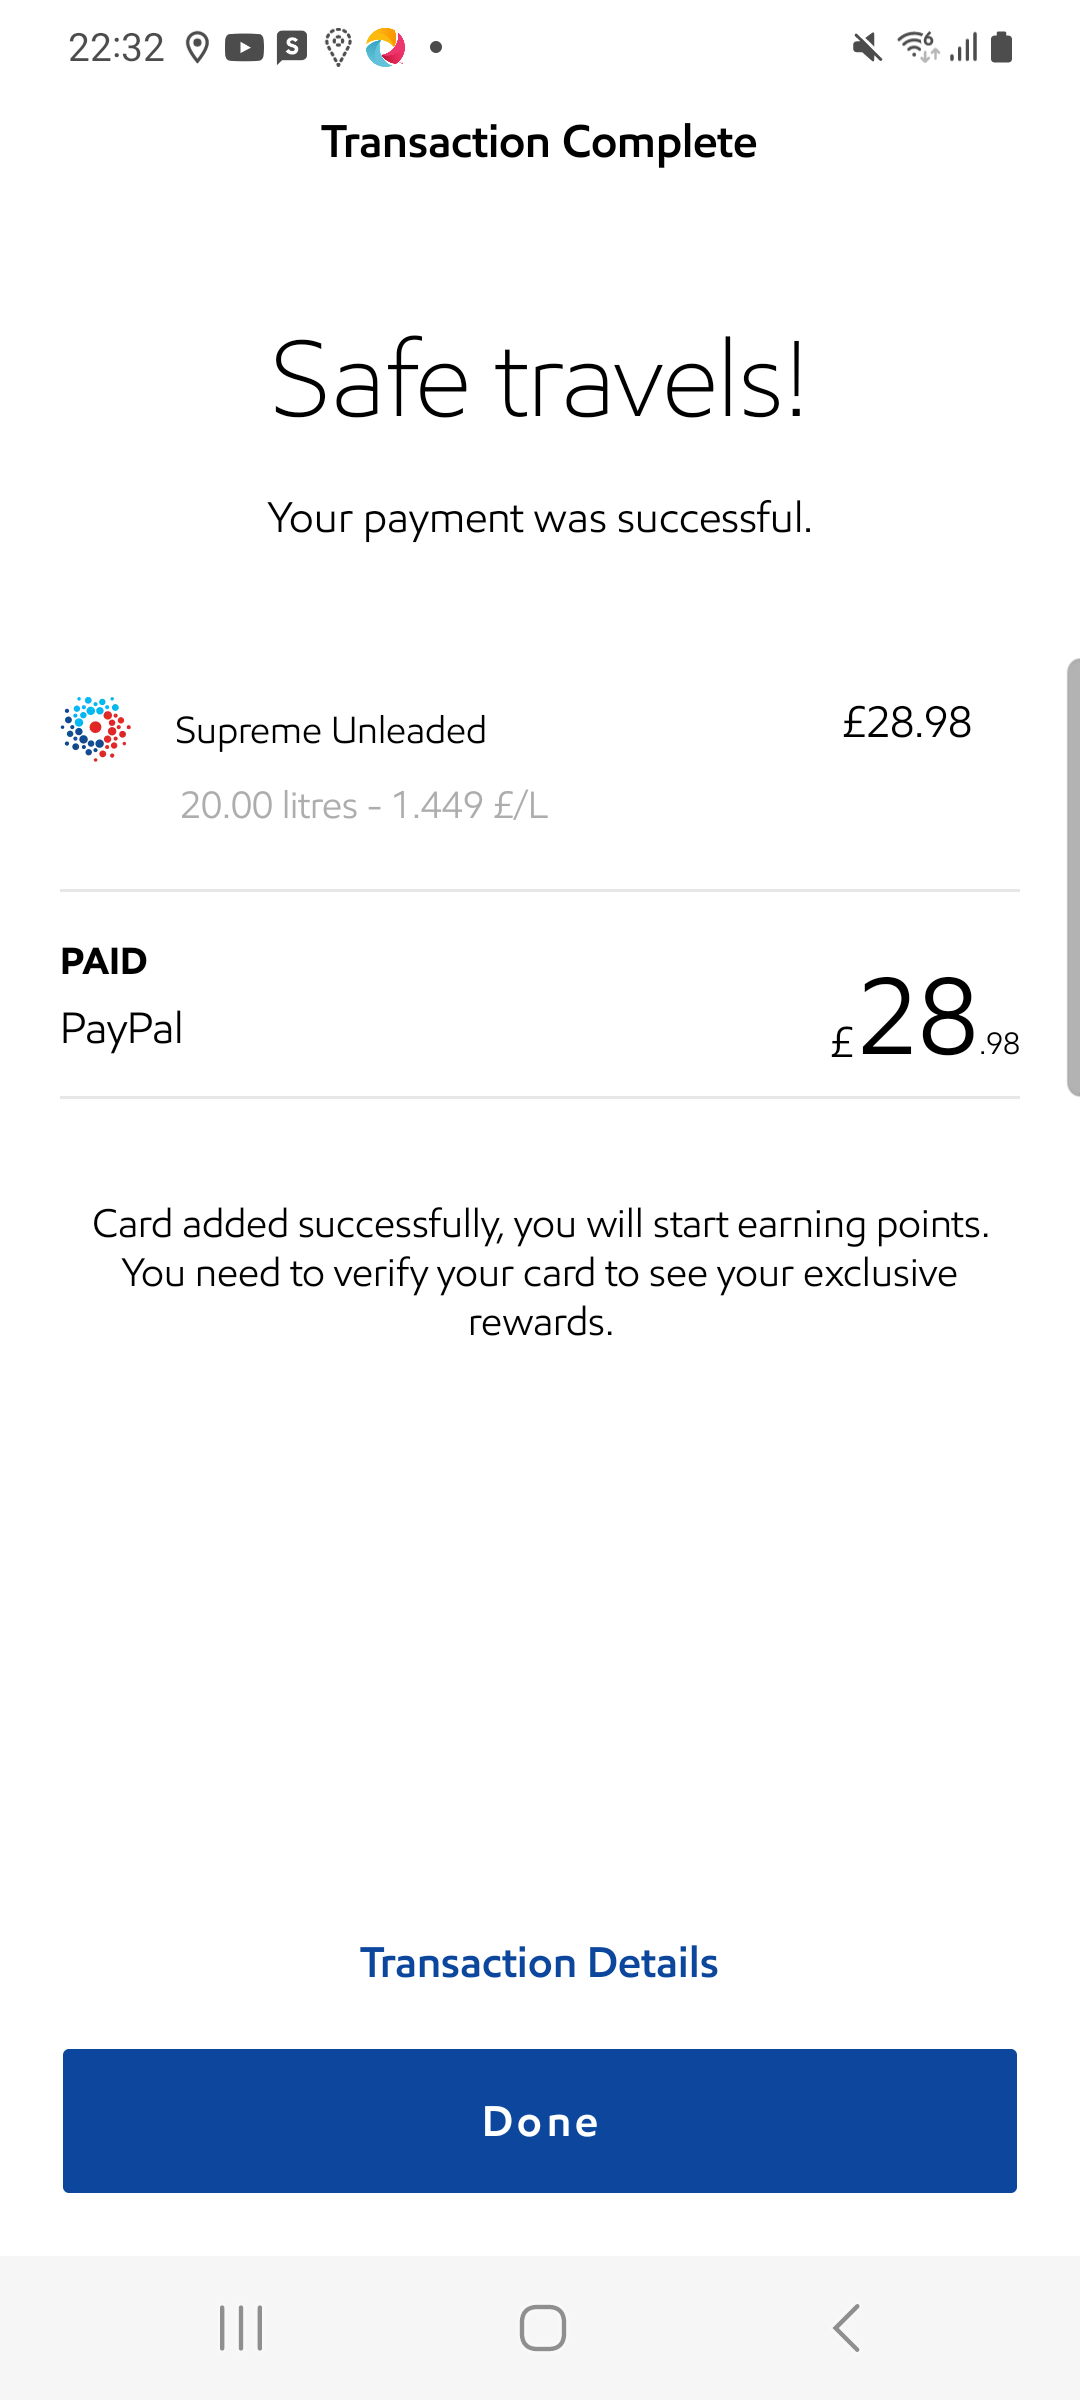 22:32
Transaction Complete
Safe travels!
Your payment was successful.
Supreme Unleaded £28.98
20.00 litres - 1.449 £/L
PAID
PayPal £28.98
Card added successfully, you will start earning points.
You need to verify your card to see your exclusive
rewards.
Transaction Details
Done